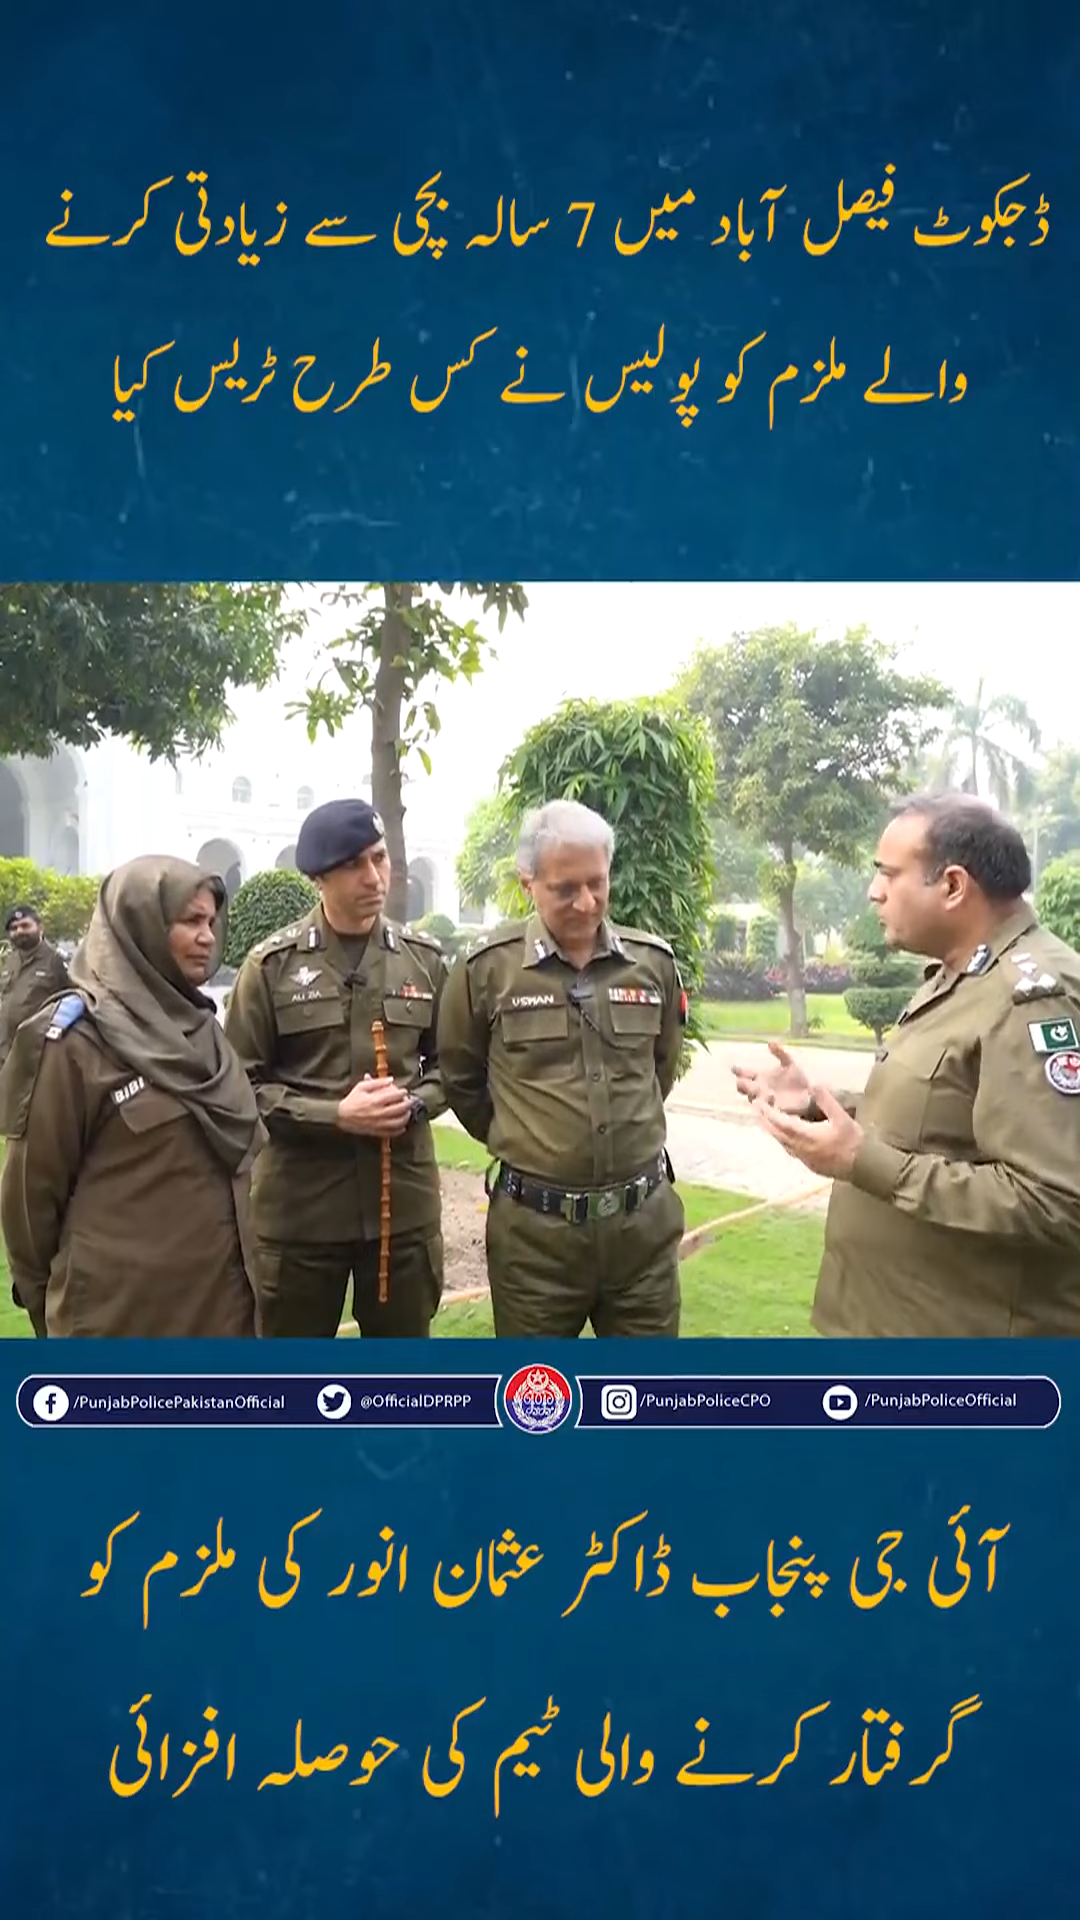 ڈجکوٹ فیصل آباد میں 7 سالہ بچی سے زیادتی کرنے
والے ملزم کو پولیس نے کس طرح ٹریس کیا
ALI ZIA
USMAN
BIBI
/PunjabPolicePakistanOfficial
@OfficialDPRPP
/PunjabPoliceCPO
/PunjabPoliceOfficial
آئی جی پنجاب ڈاکٹر عثمان انور کی ملزم کو
گرفتار کرنے والی ٹیم کی حوصلہ افزائی